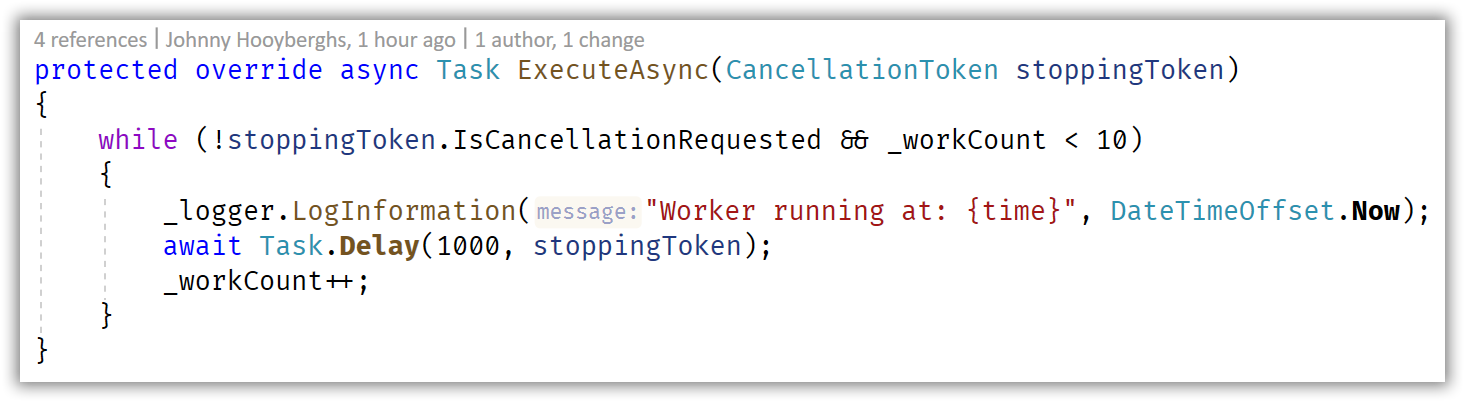 4 references | Johnny Hooyberghs, 1 hour ago | 1 author, 1 change
protected override async Task ExecuteAsync(CancellationToken stoppingToken)
{
    while (!stoppingToken.IsCancellationRequested && _workCount < 10)
    {
        _logger.LogInformation(message:"Worker running at: {time}", DateTimeOffset.Now);
        await Task.Delay(1000, stoppingToken);
        _workCount++;
    }
}